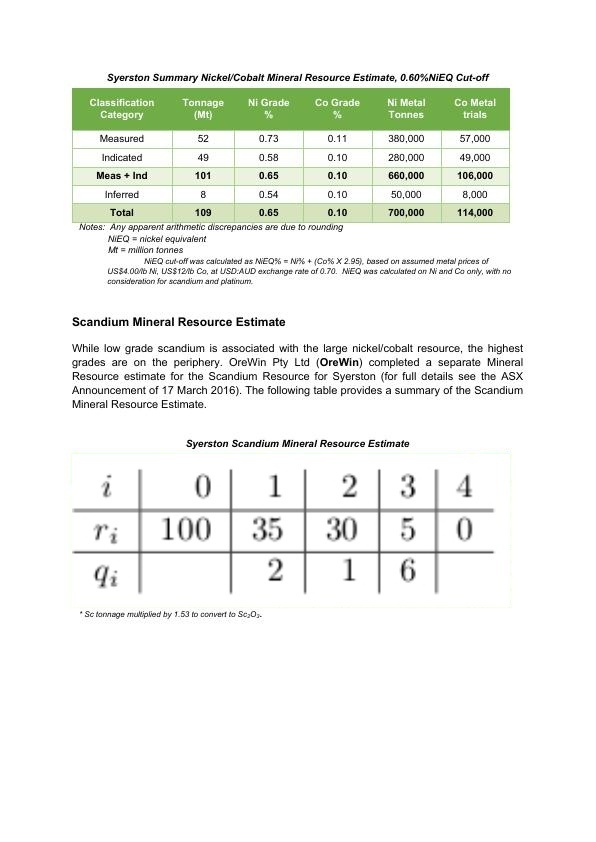 Syerston Summary Nickel/Cobalt Mineral Resource Estimate, 0.60%NiEQ Cut-off
Classification Category Tonnage (Mt) Ni Grade % Co Grade % Ni Metal Tonnes Co Metal trials
Measured 52 0.73 0.11 380,000 57,000
Indicated 49 0.58 0.10 280,000 49,000
Meas + Ind 101 0.65 0.10 660,000 106,000
Inferred 8 0.54 0.10 50,000 8,000
Total 109 0.65 0.10 700,000 114,000
Notes: Any apparent arithmetic discrepancies are due to rounding
NiEQ = nickel equivalent
Mt = million tonnes
NiEQ cut-off was calculated as NiEQ% = Ni% + (Co% X 2.95), based on assumed metal prices of
US$4.00/lb Ni, US$12/lb Co, at USD:AUD exchange rate of 0.70. NiEQ was calculated on Ni and Co only, with no
consideration for scandium and platinum.
Scandium Mineral Resource Estimate
While low grade scandium is associated with the large nickel/cobalt resource, the highest
grades are on the periphery. OreWin Pty Ltd (OreWin) completed a separate Mineral
Resource estimate for the Scandium Resource for Syerston (for full details see the ASX
Announcement of 17 March 2016). The following table provides a summary of the Scandium
Mineral Resource Estimate.
Syerston Scandium Mineral Resource Estimate
i 0 1 2 3 4
rᵢ 100 35 30 5 0
qᵢ 2 1 6
* Sc tonnage multiplied by 1.53 to convert to Sc₂O₃.